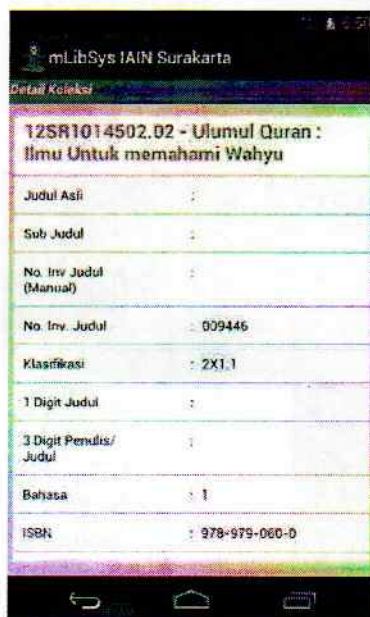 mLibSys IAIN Surakarta
Detail Koleksi
12SR1014502.02 - Ulumul Quran :
Ilmu Untuk memahami Wahyu
Judul Asli :
Sub Judul :
No. Inv Judul :
(Manual)
No. Inv. Judul : 009446
Klasifikasi : 2X1.1
1 Digit Judul :
3 Digit Penulis/ :
Judul
Bahasa : 1
ISBN : 978-979-060-0